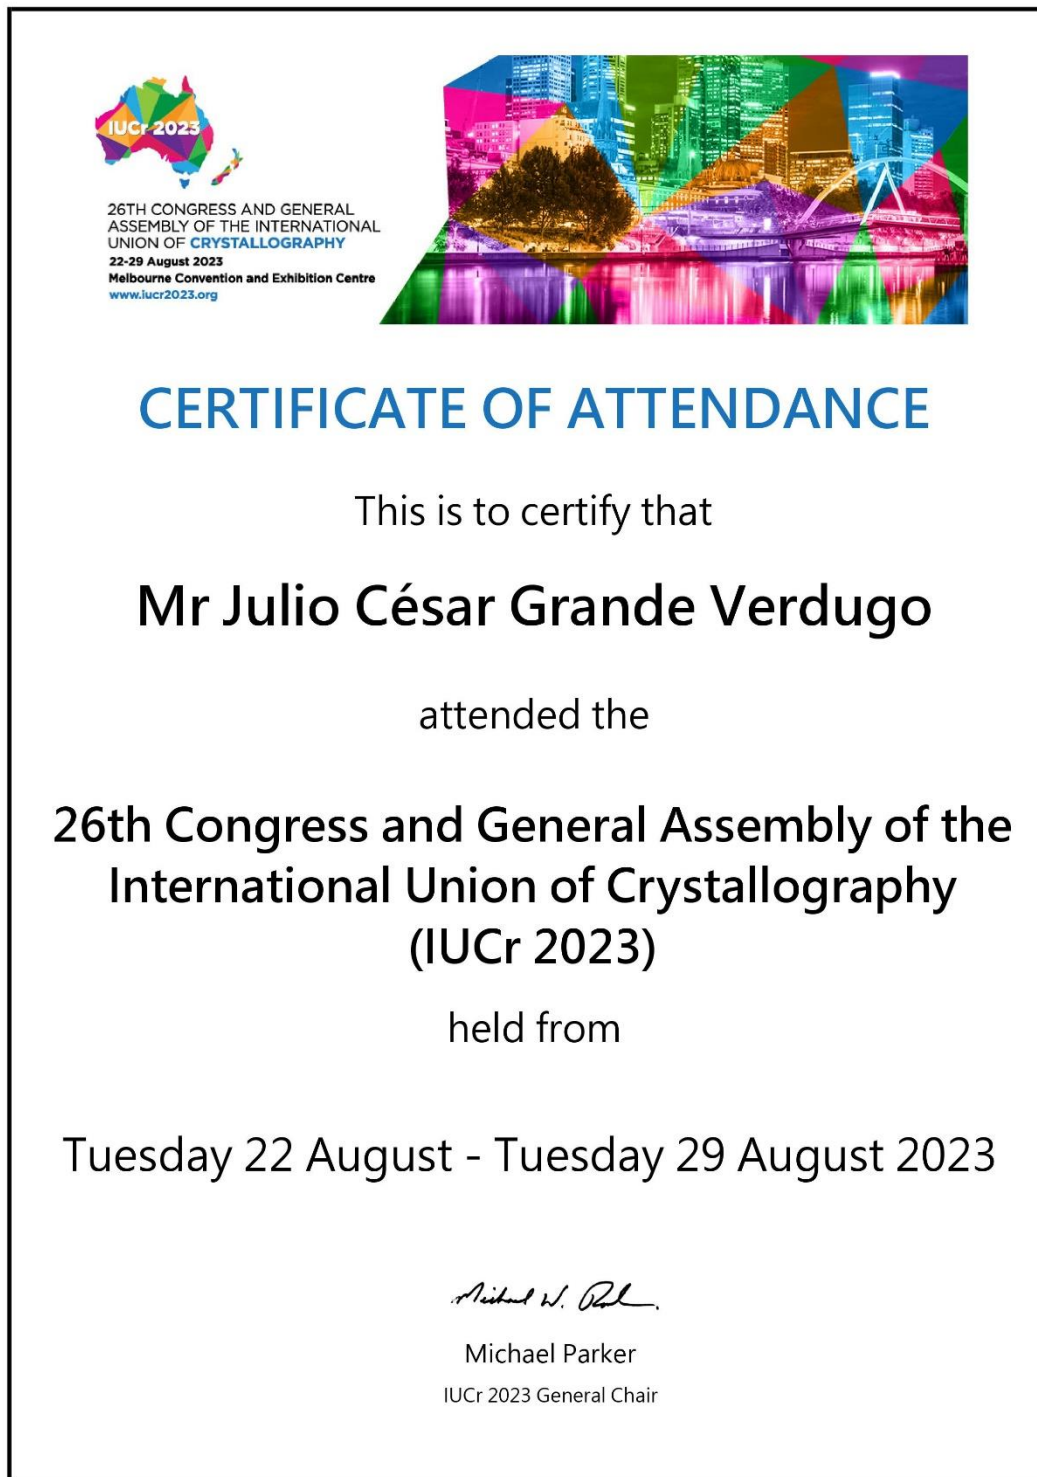 IUCr 2023
26TH CONGRESS AND GENERAL
ASSEMBLY OF THE INTERNATIONAL
UNION OF CRYSTALLOGRAPHY
22-29 August 2023
Melbourne Convention and Exhibition Centre
www.iucr2023.org
CERTIFICATE OF ATTENDANCE
This is to certify that
Mr Julio César Grande Verdugo
attended the
26th Congress and General Assembly of the
International Union of Crystallography
(IUCr 2023)
held from
Tuesday 22 August - Tuesday 29 August 2023
Michael W. Parker
Michael Parker
IUCr 2023 General Chair